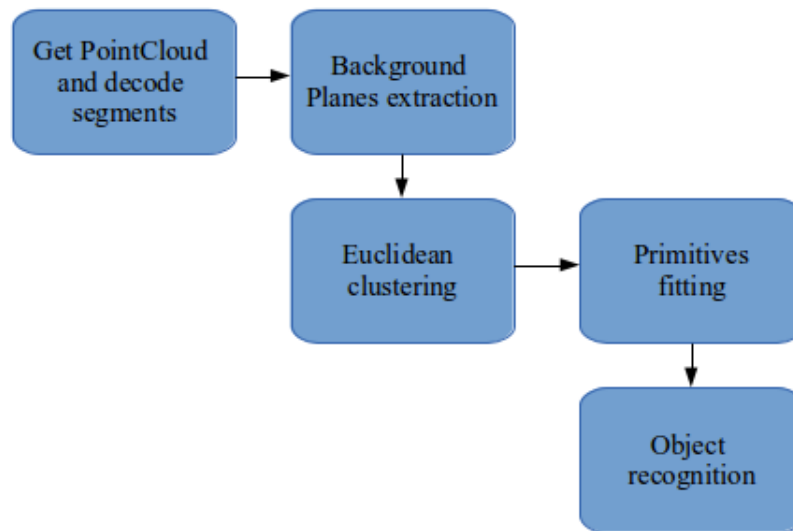 Get PointCloud
and decode
segments
Background
Planes extraction
Euclidean
clustering
Primitives
fitting
Object
recognition